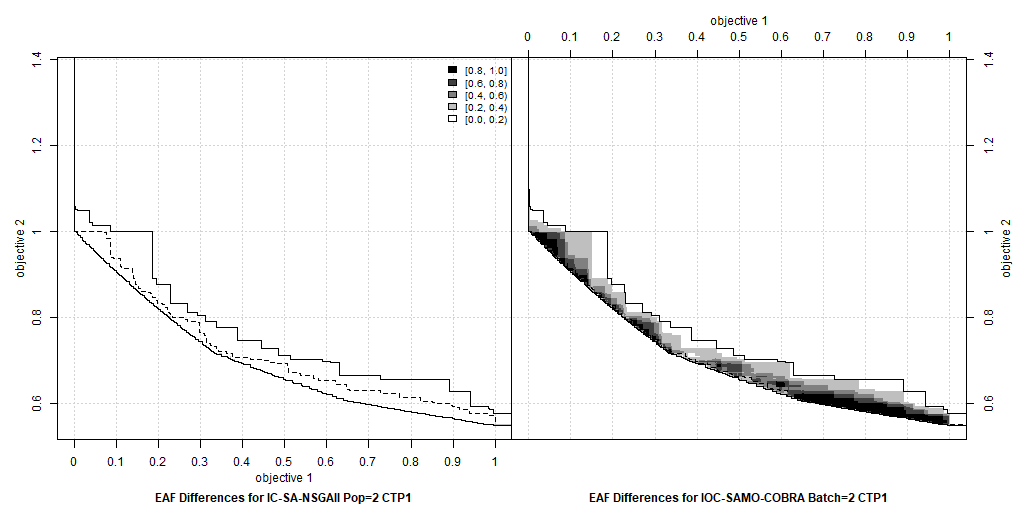 objective 1
0 0.1 0.2 0.3 0.4 0.5 0.6 0.7 0.8 0.9 1
1.4
1.2
1
0.8
0.6
objective 2
[0.8, 1.0]
[0.6, 0.8)
[0.4, 0.6)
[0.2, 0.4)
[0.0, 0.2)
1.4
1.2
1
0.8
0.6
objective 2
0 0.1 0.2 0.3 0.4 0.5 0.6 0.7 0.8 0.9 1
objective 1
EAF Differences for IC-SA-NSGAII Pop=2 CTP1
EAF Differences for IOC-SAMO-COBRA Batch=2 CTP1